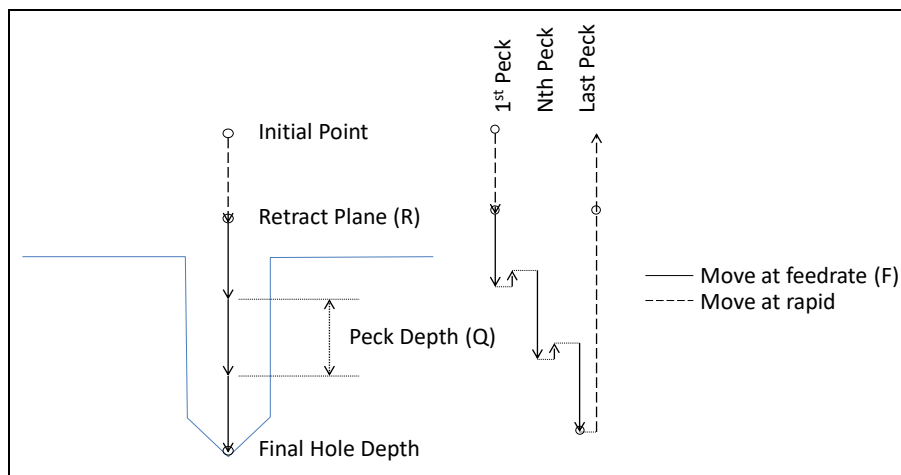 1st Peck
Nth Peck
Last Peck
Initial Point
Retract Plane (R)
Peck Depth (Q)
Final Hole Depth
Move at feedrate (F)
Move at rapid